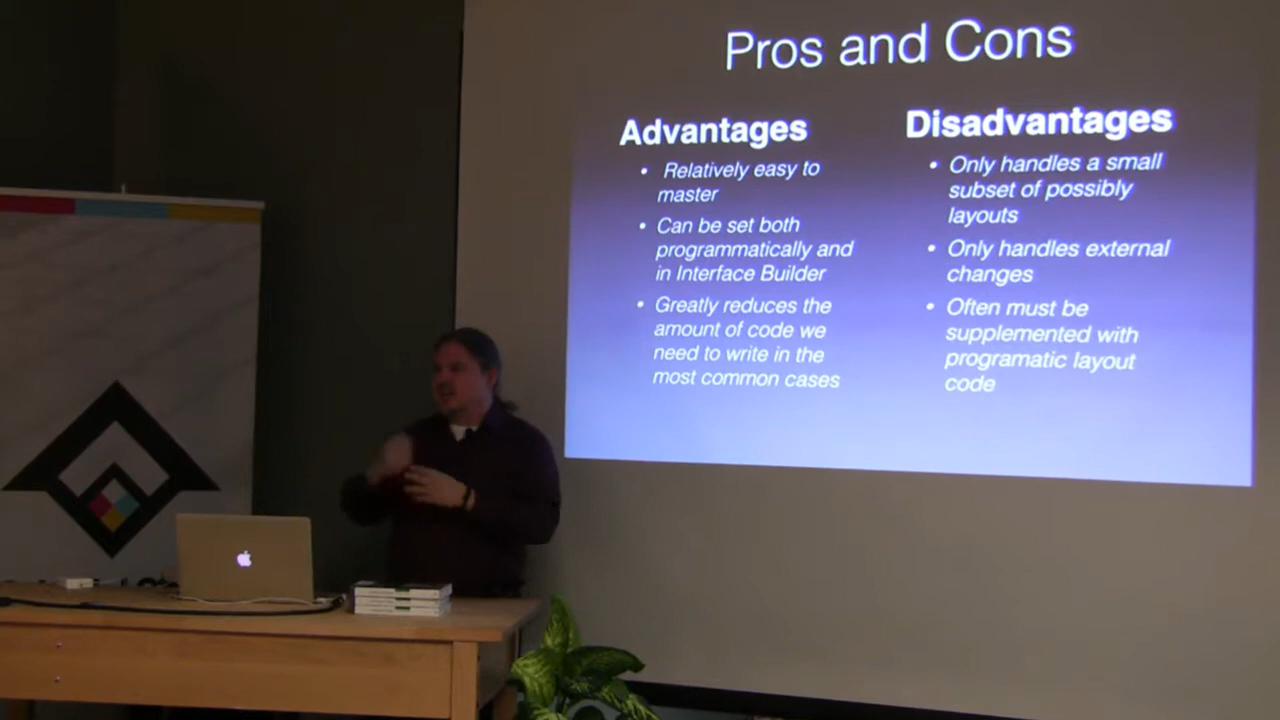 Pros and Cons
Advantages
• Relatively easy to
master
• Can be set both
programmatically and
in Interface Builder
• Greatly reduces the
amount of code we
need to write in the
most common cases
Disadvantages
• Only handles a small
subset of possibly
layouts
• Only handles external
changes
• Often must be
supplemented with
programatic layout
code